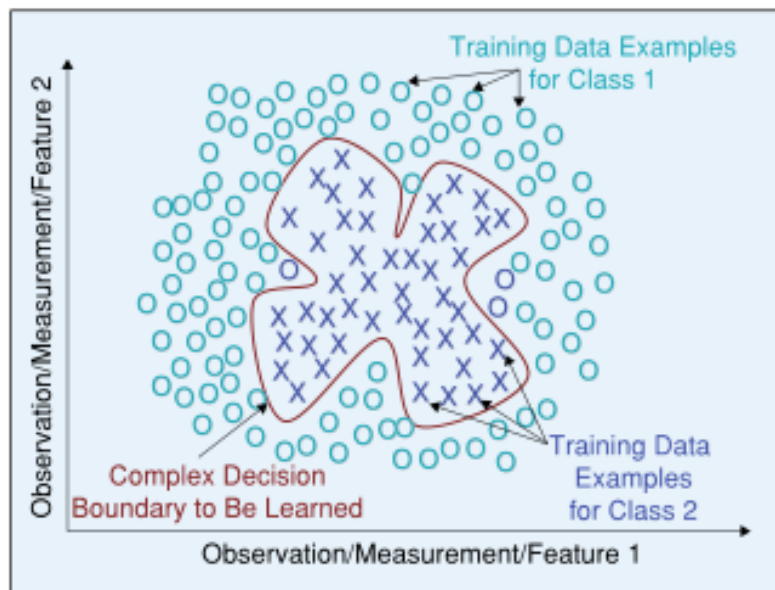 Training Data Examples
for Class 1
Observation/Measurement/Feature 2
Complex Decision
Boundary to Be Learned
Training Data
Examples
for Class 2
Observation/Measurement/Feature 1